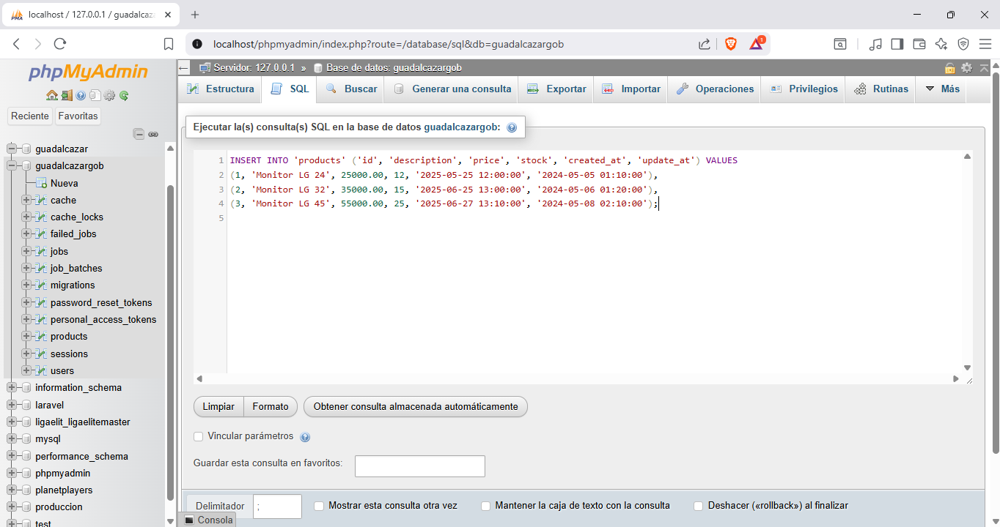 localhost / 127.0.0.1 / guadalcaz
localhost/phpmyadmin/index.php?route=/database/sql&db=guadalcazargob
1
phpMyAdmin
Reciente Favoritas
guadalcazar
guadalcazargob
Nueva
cache
cache_locks
failed_jobs
jobs
job_batches
migrations
password_reset_tokens
personal_access_tokens
products
sessions
users
information_schema
laravel
ligaelit_ligaelitemaster
mysql
performance_schema
phpmyadmin
planetplayers
produccion
test
Servidor: 127.0.0.1 » Base de datos: guadalcazargob
Estructura SQL Buscar Generar una consulta Exportar Importar Operaciones Privilegios Rutinas Más
Ejecutar la(s) consulta(s) SQL en la base de datos guadalcazargob:
1 INSERT INTO 'products' ('id', 'description', 'price', 'stock', 'created_at', 'update_at') VALUES
2 (1, 'Monitor LG 24', 25000.00, 12, '2025-05-25 12:00:00', '2024-05-05 01:10:00'),
3 (2, 'Monitor LG 32', 35000.00, 15, '2025-06-25 13:00:00', '2024-05-06 01:20:00'),
4 (3, 'Monitor LG 45', 55000.00, 25, '2025-06-27 13:10:00', '2024-05-08 02:10:00');
5
Limpiar Formato Obtener consulta almacenada automáticamente
Vincular parámetros
Guardar esta consulta en favoritos:
Delimitador ; Mostrar esta consulta otra vez Mantener la caja de texto con la consulta Deshacer («rollback») al finalizar
Consola